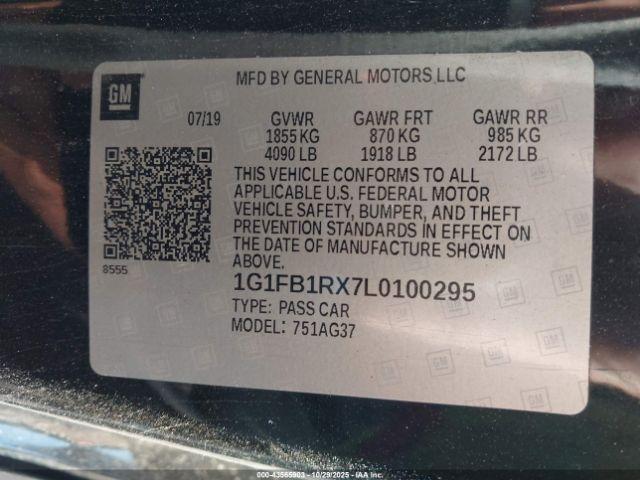 GM
MFD BY GENERAL MOTORS LLC
07/19 GVWR GAWR FRT GAWR RR
1855 KG 870 KG 985 KG
4090 LB 1918 LB 2172 LB
THIS VEHICLE CONFORMS TO ALL
APPLICABLE U.S. FEDERAL MOTOR
VEHICLE SAFETY, BUMPER, AND THEFT
PREVENTION STANDARDS IN EFFECT ON
THE DATE OF MANUFACTURE SHOWN
ABOVE.
8555
1G1FB1RX7L0100295
TYPE: PASS CAR
MODEL: 751AG37
000-43565903 - 10/29/2025 - www.iaai.com